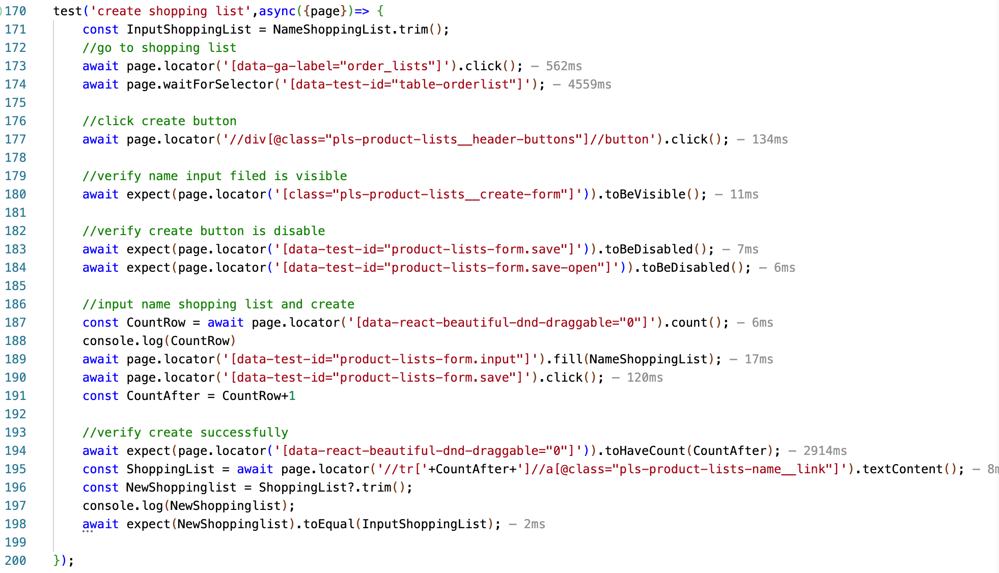 170 test('create shopping list',async({page})=> {
171 const InputShoppingList = NameShoppingList.trim();
172 //go to shopping list
173 await page.locator('[data-ga-label="order_lists"]').click(); — 562ms
174 await page.waitForSelector('[data-test-id="table-orderlist"]'); — 4559ms
175
176 //click create button
177 await page.locator('//div[@class="pls-product-lists__header-buttons"]//button').click(); — 134ms
178
179 //verify name input filed is visible
180 await expect(page.locator('[class="pls-product-lists__create-form"]')).toBeVisible(); — 11ms
181
182 //verify create button is disable
183 await expect(page.locator('[data-test-id="product-lists-form.save"]')).toBeDisabled(); — 7ms
184 await expect(page.locator('[data-test-id="product-lists-form.save-open"]')).toBeDisabled(); — 6ms
185
186 //input name shopping list and create
187 const CountRow = await page.locator('[data-react-beautiful-dnd-draggable="0"]').count(); — 6ms
188 console.log(CountRow)
189 await page.locator('[data-test-id="product-lists-form.input"]').fill(NameShoppingList); — 17ms
190 await page.locator('[data-test-id="product-lists-form.save"]').click(); — 120ms
191 const CountAfter = CountRow+1
192
193 //verify create successfully
194 await expect(page.locator('[data-react-beautiful-dnd-draggable="0"]')).toHaveCount(CountAfter); — 2914ms
195 const ShoppingList = await page.locator('//tr['+CountAfter+']//a[@class="pls-product-lists-name__link"]').textContent(); — 8m
196 const NewShoppinglist = ShoppingList?.trim();
197 console.log(NewShoppinglist);
198 await expect(NewShoppinglist).toEqual(InputShoppingList); — 2ms
199
200 });